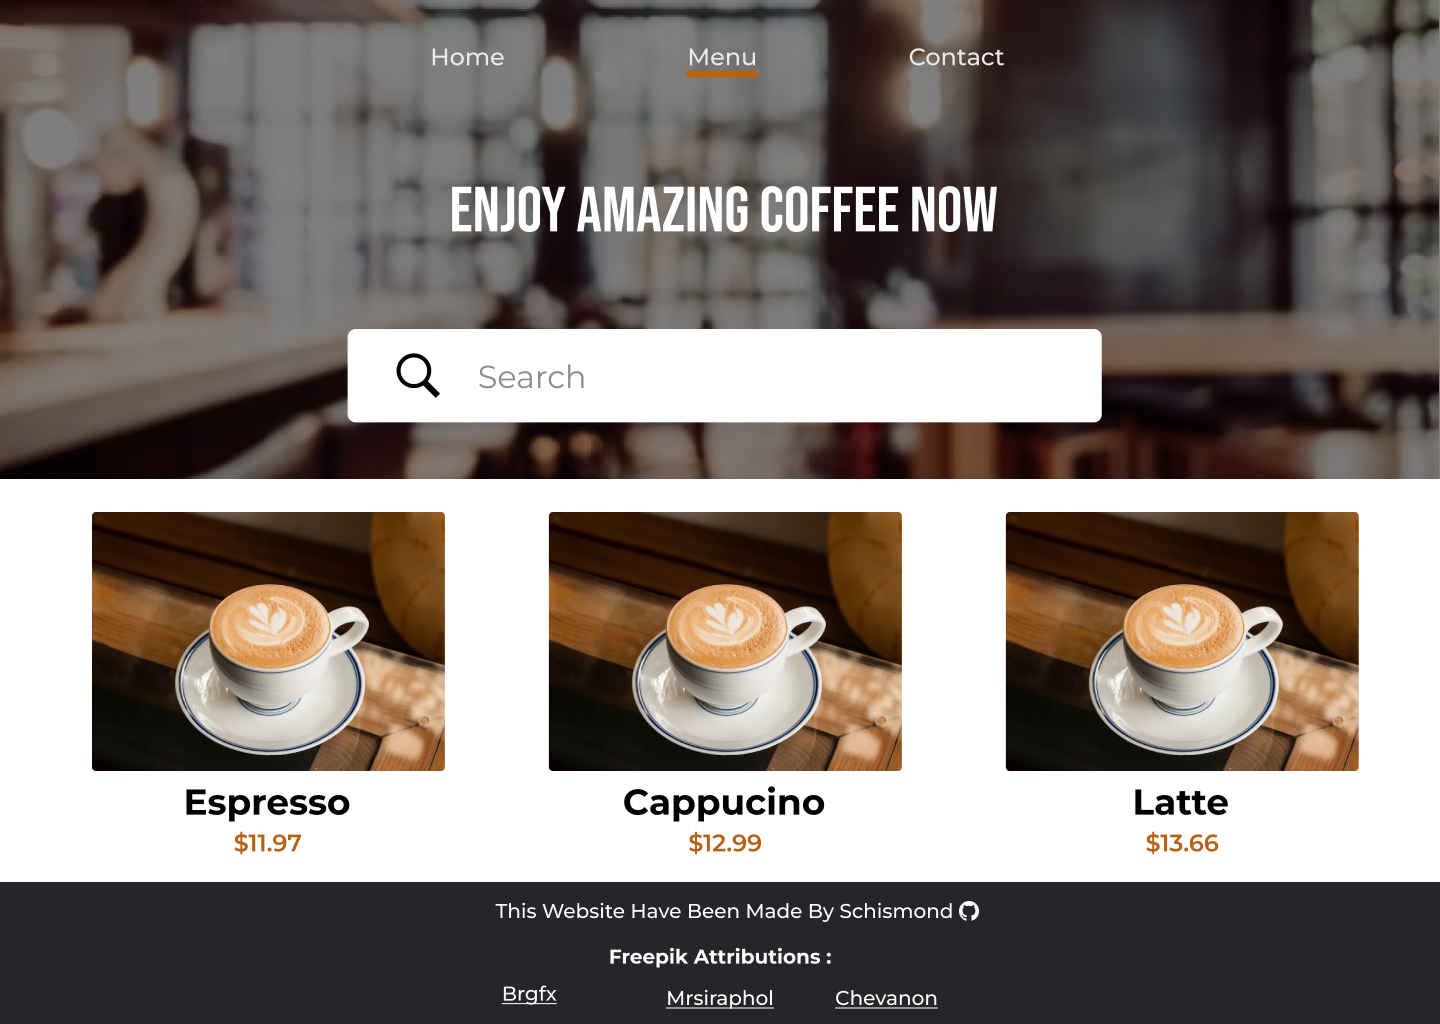 Home Menu Contact
ENJOY AMAZING COFFEE NOW
Search
Espresso Cappucino Latte
$11.97 $12.99 $13.66
This Website Have Been Made By Schismond
Freepik Attributions :
Brgfx Mrsiraphol Chevanon